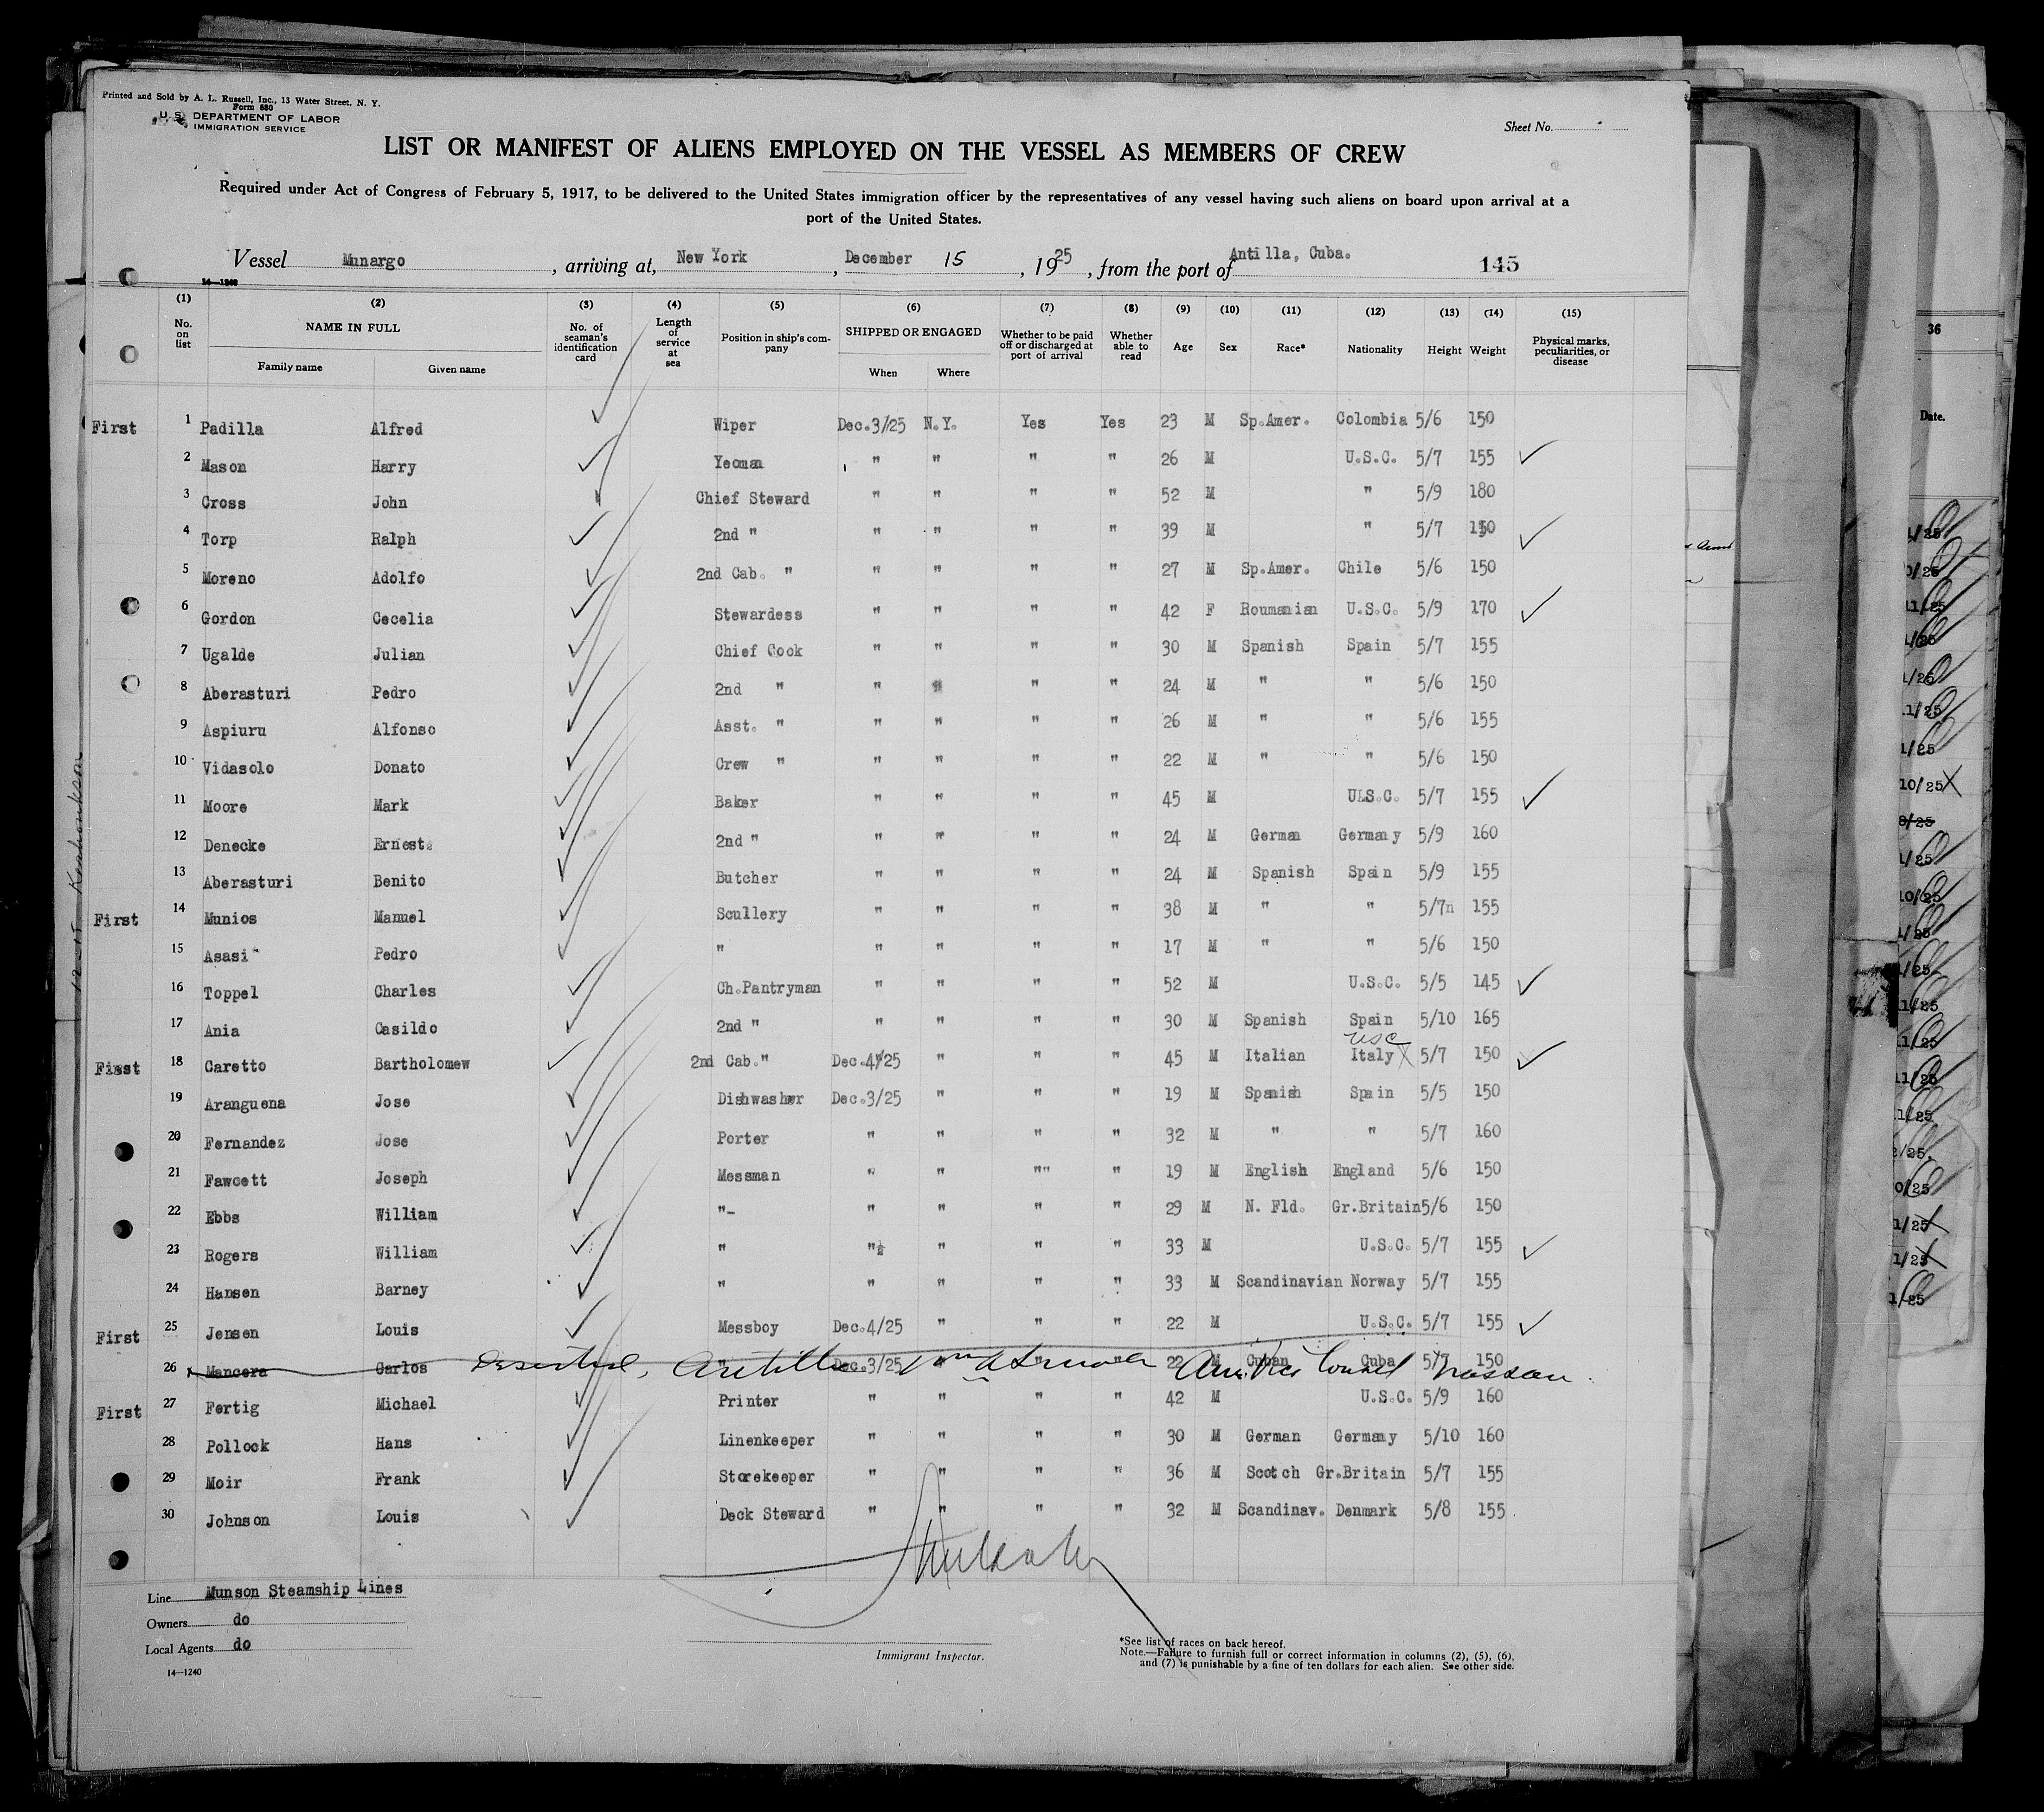 Printed and Sold by A. L. Russell, Inc., 13 Water Street, N. Y.
Form 680
U.S. DEPARTMENT OF LABOR
IMMIGRATION SERVICE
Sheet No.
LIST OR MANIFEST OF ALIENS EMPLOYED ON THE VESSEL AS MEMBERS OF CREW
Required under Act of Congress of February 5, 1917, to be delivered to the United States immigration officer by the representatives of any vessel having such aliens on board upon arrival at a
port of the United States.
Vessel Munargo, arriving at, New York, December 15, 1925, from the port of Antilla, Cuba. 145
14-1240
(1) (2) (3) (4) (5) (6) (7) (8) (9) (10) (11) (12) (13) (14) (15)
No. on list NAME IN FULL Family name Given name No. of seaman's identification card Length of service at sea Position in ship's company SHIPPED OR ENGAGED When Where Whether to be paid off or discharged at port of arrival Whether able to read Age Sex Race* Nationality Height Weight Physical marks, peculiarities, or disease
First 1 Padilla Alfred Wiper Dec.3/25 N.Y. Yes Yes 23 M Sp.Amer. Colombia 5/6 150
2 Mason Harry Yeoman " " " " 26 M U.S.C. 5/7 155
3 Cross John Chief Steward " " " " 52 M " 5/9 180
4 Torp Ralph 2nd " " " " " 39 M " 5/7 150
5 Moreno Adolfo 2nd Cab. " " " " " 27 M Sp.Amer. Chile 5/6 150
6 Gordon Cecelia Stewardess " " " " 42 F Roumanian U.S.C. 5/9 170
7 Ugalde Julian Chief Cook " " " " 30 M Spanish Spain 5/7 155
8 Aberasturi Pedro 2nd " " " " " 24 M " " 5/6 150
9 Aspiuru Alfonso Asst. " " " " " 26 M " " 5/6 155
10 Vidasolo Donato Crew " " " " " 22 M " " 5/6 150
11 Moore Mark Baker " " " " 45 M ULS.C. 5/7 155
12 Denecke Ernest 2nd " " " " " 24 M German Germany 5/9 160
13 Aberasturi Benito Butcher " " " " 24 M Spanish Spain 5/9 155
First 14 Munios Manuel Scullery " " " " 38 M " " 5/7n 155
15 Asasi Pedro " " " " " 17 M " " 5/6 150
16 Toppel Charles Ch.Pantryman " " " " 52 M U.S.C. 5/5 145
17 Ania Casildo 2nd " " " " " 30 M Spanish Spain 5/10 165
USC
First 18 Caretto Bartholomew 2nd Cab." Dec.4/25 " " " 45 M Italian Italy 5/7 150
19 Aranguena Jose Dishwasher Dec.3/25 " " " 19 M Spanish Spain 5/5 150
20 Fernandez Jose Porter " " " " 32 M " " 5/7 160
21 Fawcett Joseph Messman " " "" " 19 M English England 5/6 150
22 Ebbs William "- " " " " 29 M N. Fld. Gr.Britain 5/6 150
23 Rogers William " " " " " 33 M U.S.C. 5/7 155
24 Hansen Barney " " " " " 33 M Scandinavian Norway 5/7 155
First 25 Jensen Louis Messboy Dec.4/25 " " " 22 M U.S.C. 5/7 155
26 Mancera Carlos " Dec.3/25 " " " 22 M Cuban Cuba 5/7 150
Deserted, Antilla Am. Vice Consul Nassau
First 27 Fertig Michael Printer " " " " 42 M U.S.C. 5/9 160
28 Pollock Hans Linenkeeper " " " " 30 M German Germany 5/10 160
29 Moir Frank Storekeeper " " " " 36 M Scotch Gr.Britain 5/7 155
30 Johnson Louis Deck Steward " " " " 32 M Scandinav. Denmark 5/8 155
Line Munson Steamship Lines
Owners do
Local Agents do
14-1240
Immigrant Inspector.
*See list of races on back hereof.
Note.—Failure to furnish full or correct information in columns (2), (5), (6),
and (7) is punishable by a fine of ten dollars for each alien. See other side.
36
Date.